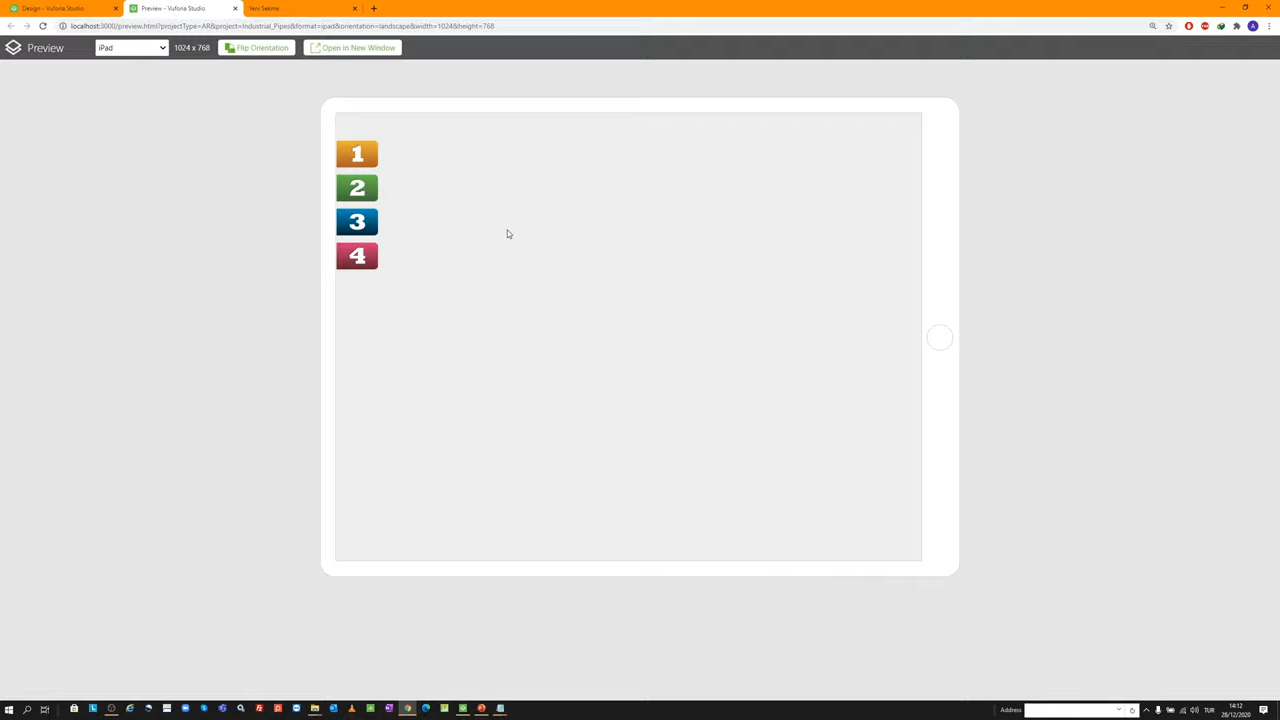 Design - Vuforia Studio
Preview - Vuforia Studio
Yeni Sekme
localhost:3000/preview.html?projectType=AR&project=Industrial_Pipes&format=ipad&orientation=landscape&width=1024&height=768
Preview
iPad
1024 x 768
Flip Orientation
Open in New Window
1
2
3
4
Address
TUR
14:12
28/12/2020